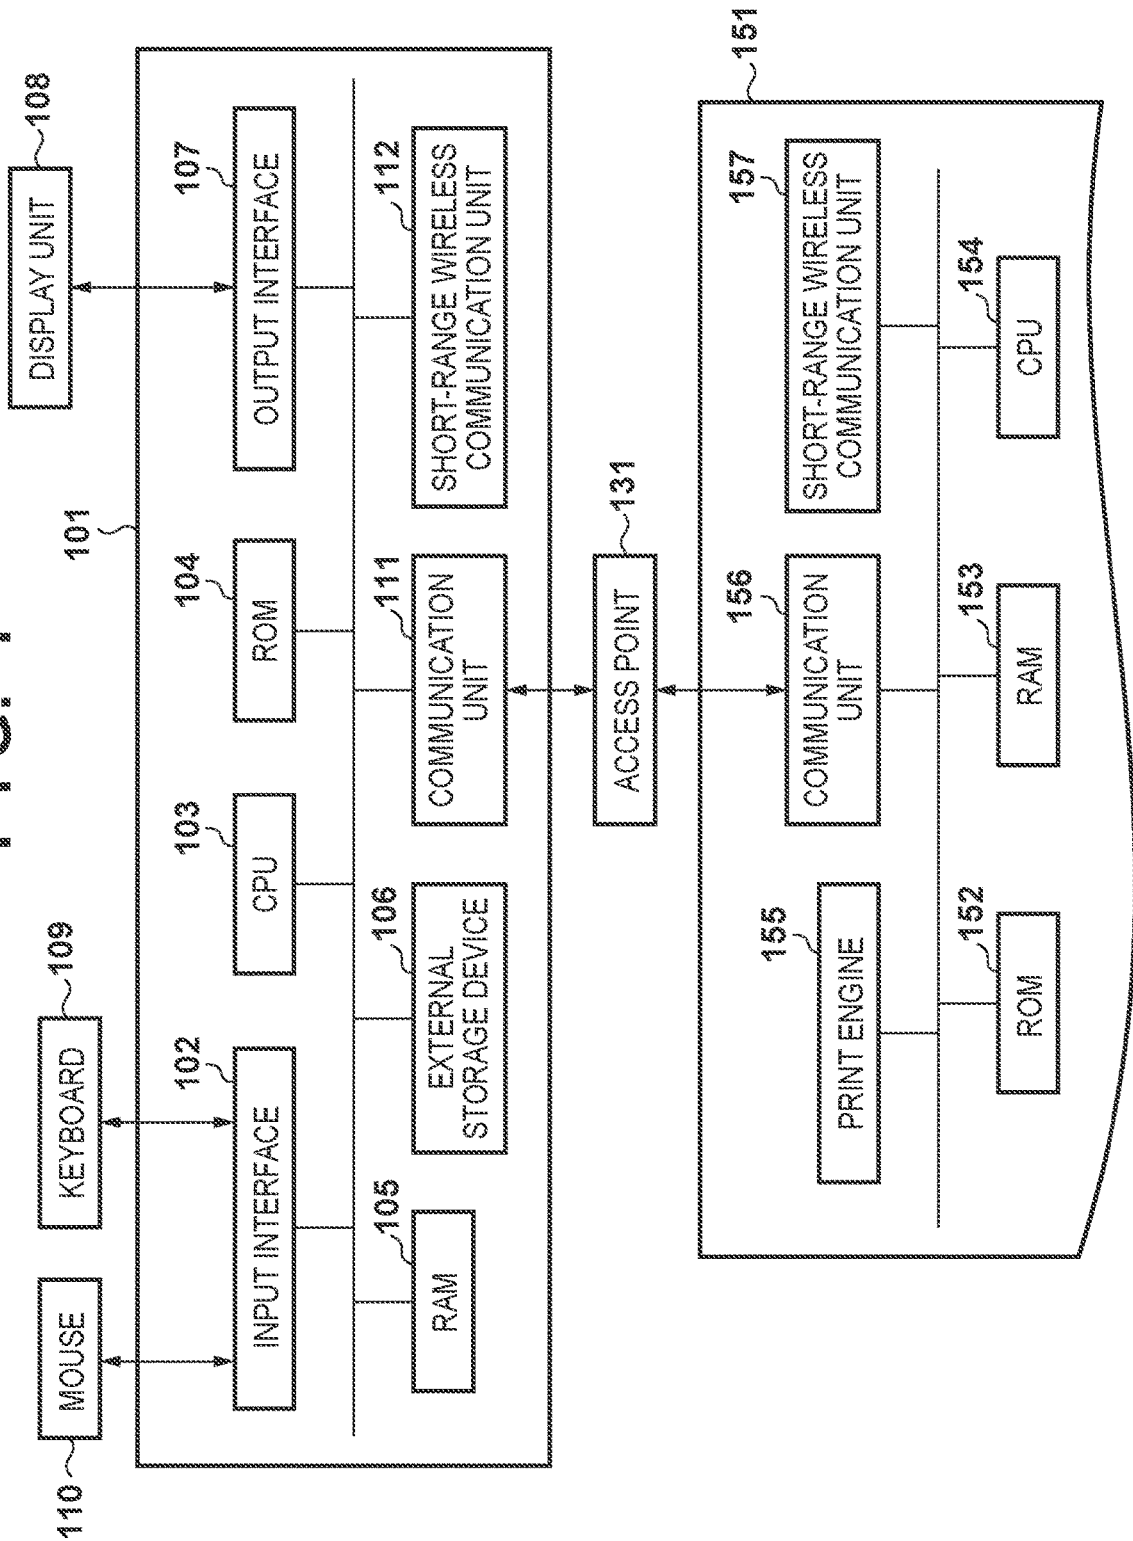 110
MOUSE
109
KEYBOARD
108
DISPLAY UNIT
101
102
INPUT INTERFACE
103
CPU
104
ROM
107
OUTPUT INTERFACE
105
RAM
106
EXTERNAL
STORAGE DEVICE
111
COMMUNICATION
UNIT
112
SHORT-RANGE WIRELESS
COMMUNICATION UNIT
131
ACCESS POINT
151
155
PRINT ENGINE
156
COMMUNICATION
UNIT
157
SHORT-RANGE WIRELESS
COMMUNICATION UNIT
152
ROM
153
RAM
154
CPU